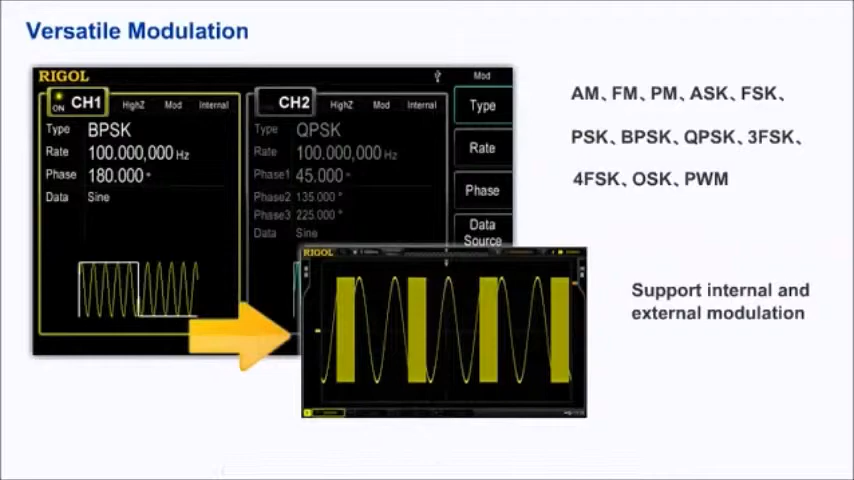 Versatile Modulation
RIGOL
Mod
ON CH1 HighZ Mod Internal
CH2 HighZ Mod Internal
Type
Type BPSK
Rate 100.000,000 Hz
Phase 180.000 °
Data Sine
Type QPSK
Rate 100.000,000 Hz
Phase1 45.000 °
Phase2 135.000 °
Phase3 225.000 °
Data Sine
Rate
Phase
Data
Source
RIGOL
AM、FM、PM、ASK、FSK、
PSK、BPSK、QPSK、3FSK、
4FSK、OSK、PWM
Support internal and
external modulation